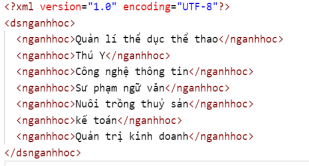 <?xml version="1.0" encoding="UTF-8"?>
<dsnganhhoc>
<nganhhoc>Quản lí thể dục thể thao</nganhhoc>
<nganhhoc>Thú Y</nganhhoc>
<nganhhoc>Công nghệ thông tin</nganhhoc>
<nganhhoc>Sư phạm ngữ văn</nganhhoc>
<nganhhoc>Nuôi trồng thuỷ sản</nganhhoc>
<nganhhoc>kế toán</nganhhoc>
<nganhhoc>Quản trị kinh doanh</nganhhoc>
</dsnganhhoc>